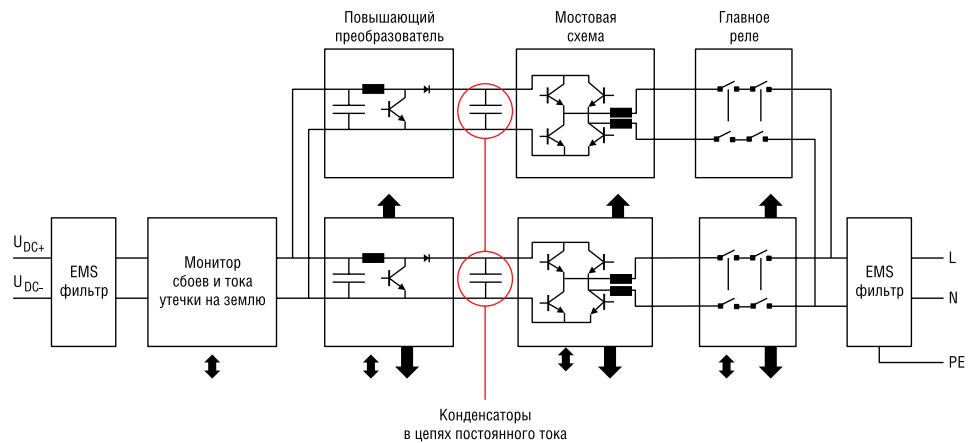 Повышающий
преобразователь
Мостовая
схема
Главное
реле
UDC+
UDC–
EMS
фильтр
Монитор
сбоев и тока
утечки на землю
EMS
фильтр
L
N
PE
Конденсаторы
в цепях постоянного тока